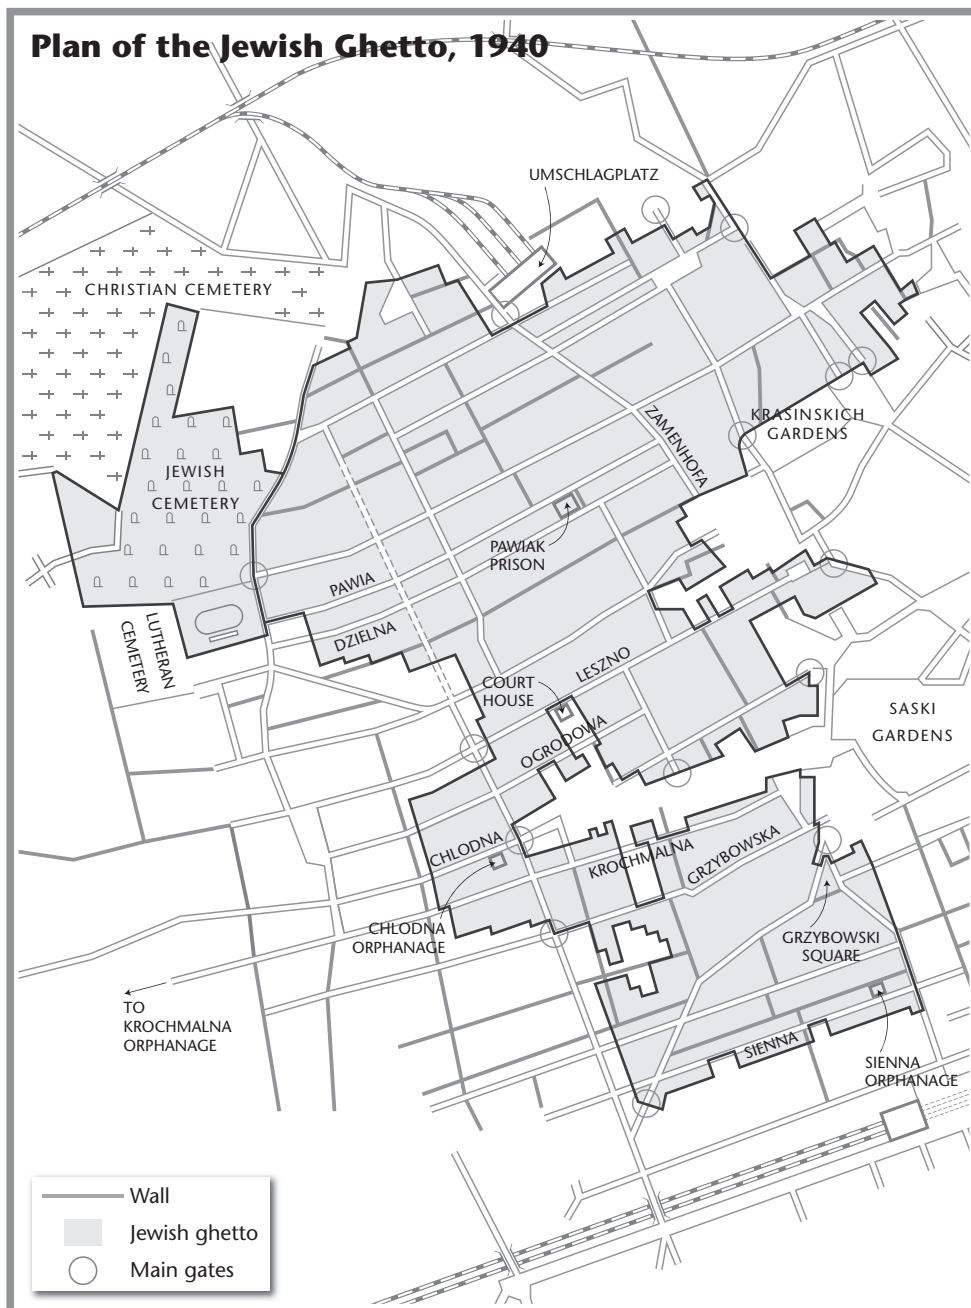 Plan of the Jewish Ghetto, 1940
UMSCHLAGPLATZ
CHRISTIAN CEMETERY
KRASINSKICH
GARDENS
ZAMENHOFA
JEWISH
CEMETERY
PAWIAK
PRISON
PAWIA
DZIELNA
LUTHERAN
CEMETERY
LESZNO
COURT
HOUSE
OGRODOWA
SASKI
GARDENS
CHLODNA
KROCHMALNA
GRZYBOWSKA
CHLODNA
ORPHANAGE
GRZYBOWSKI
SQUARE
TO
KROCHMALNA
ORPHANAGE
SIENNA
SIENNA
ORPHANAGE
Wall
Jewish ghetto
Main gates